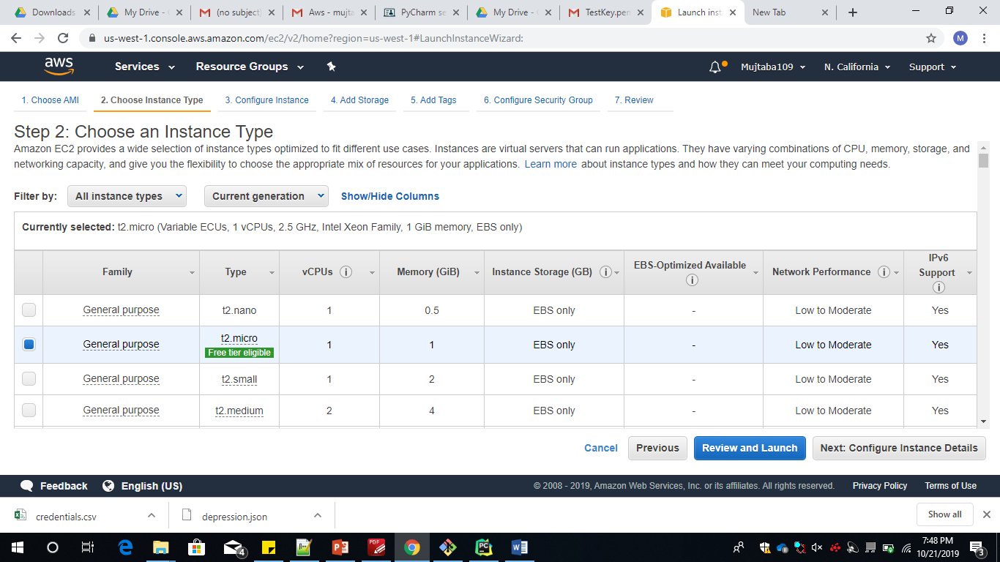 Downloads
My Drive -
(no subject)
Aws - mujta
PyCharm se
My Drive -
TestKey.pem
Launch inst
New Tab
us-west-1.console.aws.amazon.com/ec2/v2/home?region=us-west-1#LaunchInstanceWizard:
M
aws
Services
Resource Groups
Mujtaba109
N. California
Support
1. Choose AMI
2. Choose Instance Type
3. Configure Instance
4. Add Storage
5. Add Tags
6. Configure Security Group
7. Review
Step 2: Choose an Instance Type
Amazon EC2 provides a wide selection of instance types optimized to fit different use cases. Instances are virtual servers that can run applications. They have varying combinations of CPU, memory, storage, and
networking capacity, and give you the flexibility to choose the appropriate mix of resources for your applications. Learn more about instance types and how they can meet your computing needs.
Filter by: All instance types Current generation Show/Hide Columns
Currently selected: t2.micro (Variable ECUs, 1 vCPUs, 2.5 GHz, Intel Xeon Family, 1 GiB memory, EBS only)
Family Type vCPUs Memory (GiB) Instance Storage (GB) EBS-Optimized Available Network Performance IPv6 Support
General purpose t2.nano 1 0.5 EBS only - Low to Moderate Yes
General purpose t2.micro 1 1 EBS only - Low to Moderate Yes
Free tier eligible
General purpose t2.small 1 2 EBS only - Low to Moderate Yes
General purpose t2.medium 2 4 EBS only - Low to Moderate Yes
Cancel Previous Review and Launch Next: Configure Instance Details
Feedback English (US) © 2008 - 2019, Amazon Web Services, Inc. or its affiliates. All rights reserved. Privacy Policy Terms of Use
credentials.csv depression.json Show all
4
PDF
PC
7:48 PM
10/21/2019
3